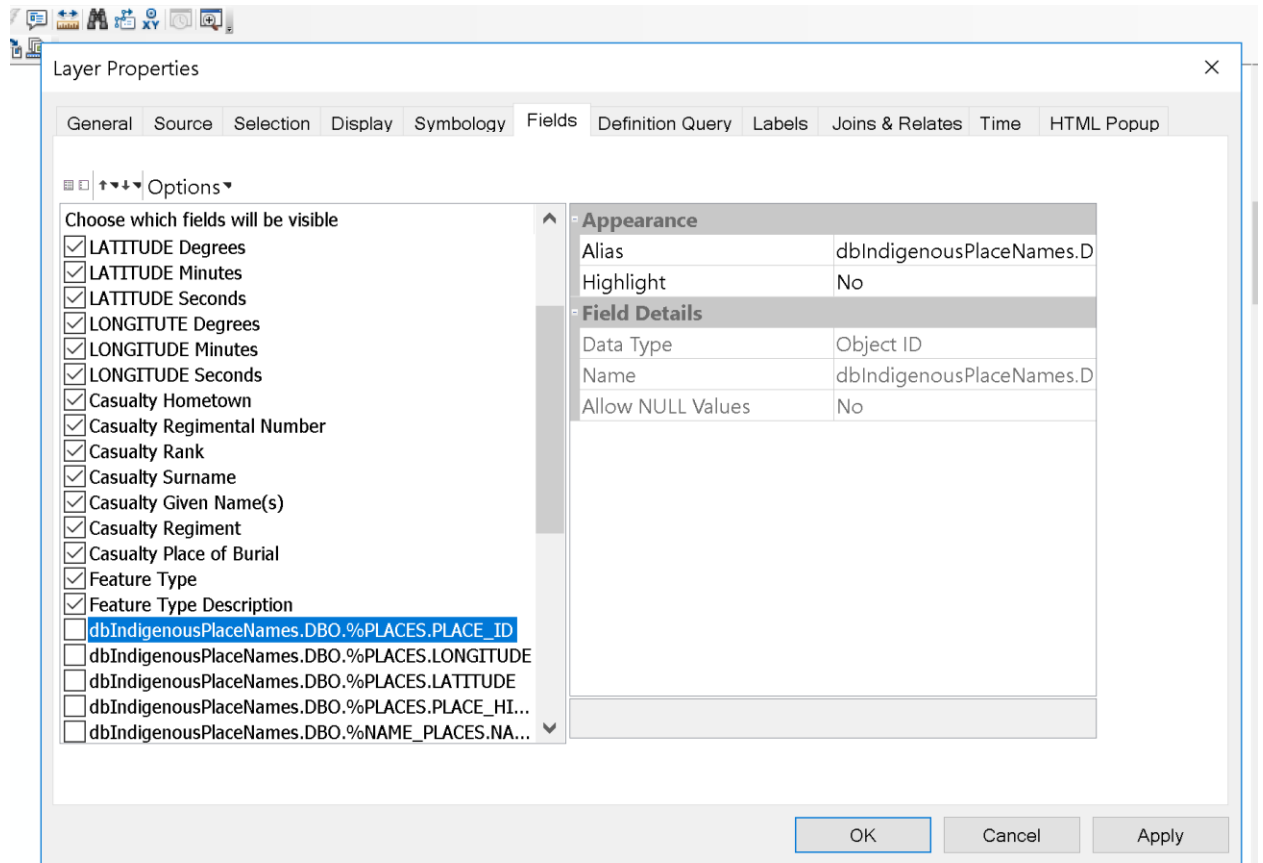 XY
Layer Properties
General Source Selection Display Symbology Fields Definition Query Labels Joins & Relates Time HTML Popup
Options
Choose which fields will be visible
LATITUDE Degrees
LATITUDE Minutes
LATITUDE Seconds
LONGITUTE Degrees
LONGITUDE Minutes
LONGITUDE Seconds
Casualty Hometown
Casualty Regimental Number
Casualty Rank
Casualty Surname
Casualty Given Name(s)
Casualty Regiment
Casualty Place of Burial
Feature Type
Feature Type Description
dbIndigenousPlaceNames.DBO.%PLACES.PLACE_ID
dbIndigenousPlaceNames.DBO.%PLACES.LONGITUDE
dbIndigenousPlaceNames.DBO.%PLACES.LATITUDE
dbIndigenousPlaceNames.DBO.%PLACES.PLACE_HI...
dbIndigenousPlaceNames.DBO.%NAME_PLACES.NA...
Appearance
Alias dbIndigenousPlaceNames.D
Highlight No
Field Details
Data Type Object ID
Name dbIndigenousPlaceNames.D
Allow NULL Values No
OK Cancel Apply